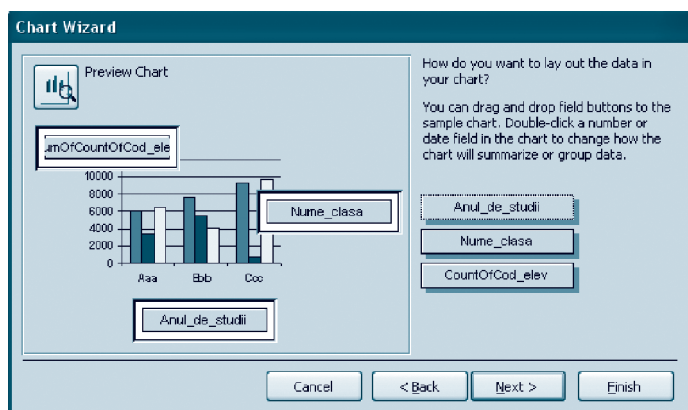 Chart Wizard
Preview Chart
How do you want to lay out the data in
your chart?
You can drag and drop field buttons to the
sample chart. Double-click a number or
date field in the chart to change how the
chart will summarize or group data.
umOfCountOfCod_ele
10000
8000
6000
4000
2000
0
Aaa
Bbb
Ccc
Nume_clasa
Anul_de_studii
Anul_de_studii
Nume_clasa
CountOfCod_elev
Cancel
< Back
Next >
Finish